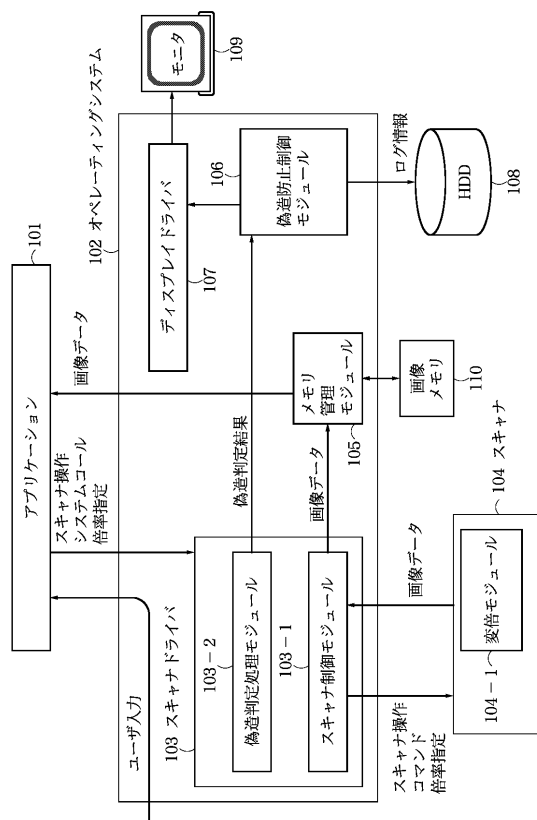 101
アプリケーション
ユーザ入力
スキャナ操作
システムコール
倍率指定
画像データ
102 オペレーティングシステム
103 スキャナドライバ
103-2
偽造判定処理モジュール
103-1
スキャナ制御モジュール
偽造判定結果
画像データ
メモリ
管理
モジュール
105
ディスプレイドライバ
107
106
偽造防止制御
モジュール
モニタ
109
ログ情報
HDD
108
画像
メモリ
110
スキャナ操作
コマンド
倍率指定
画像データ
104 スキャナ
変倍モジュール
104-1